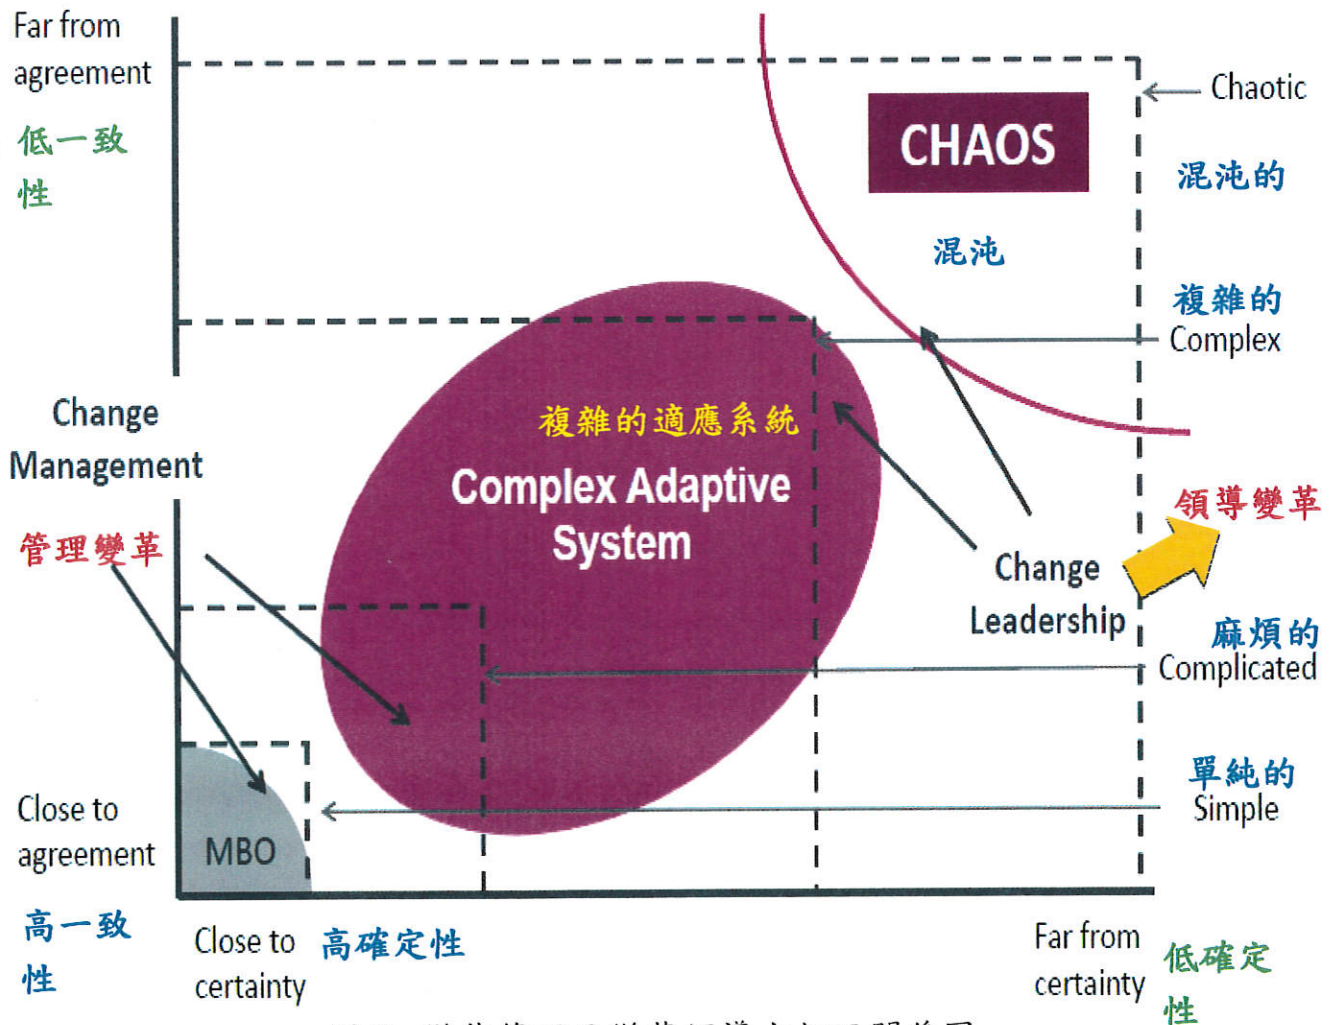 Far from
agreement
低一致
性
Chaotic
CHAOS
混沌的
混沌
複雜的
Complex
Change
Management
管理變革
複雜的適應系統
Complex Adaptive
System
領導變革
Change
Leadership
麻煩的
Complicated
單純的
Simple
Close to
agreement
MBO
高一致
性
Close to
certainty
高確定性
Far from
certainty
低確定
性